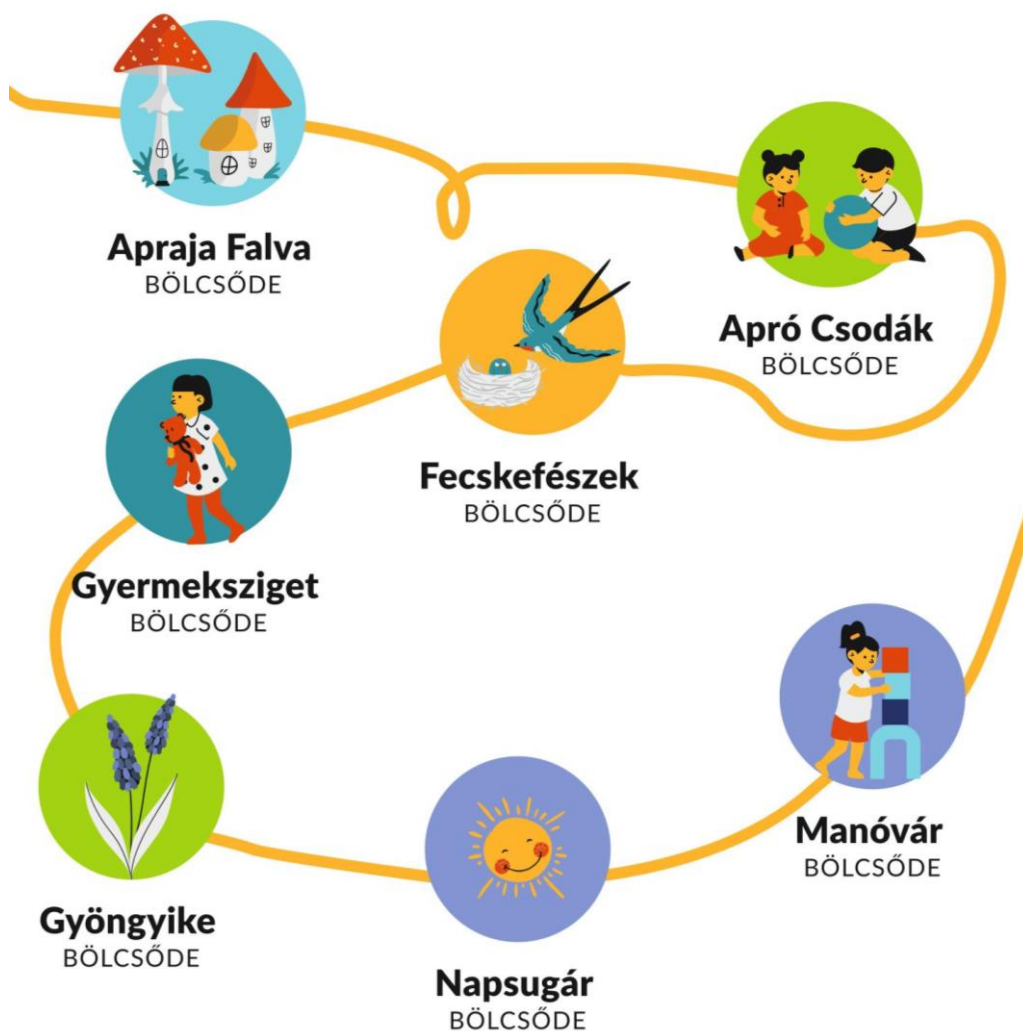 Apraja Falva
BÖLCSŐDE
Apró Csodák
BÖLCSŐDE
Fecskefészek
BÖLCSŐDE
Gyermeksziget
BÖLCSŐDE
Gyöngyike
BÖLCSŐDE
Napsugár
BÖLCSŐDE
Manóvár
BÖLCSŐDE